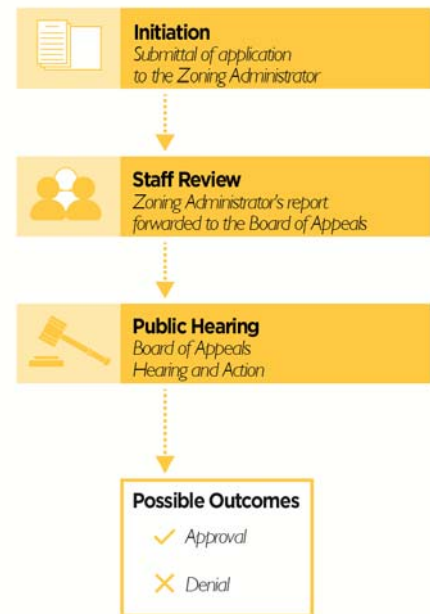 Initiation
Submittal of application
to the Zoning Administrator
Staff Review
Zoning Administrator's report
forwarded to the Board of Appeals
Public Hearing
Board of Appeals
Hearing and Action
Possible Outcomes
Approval
Denial